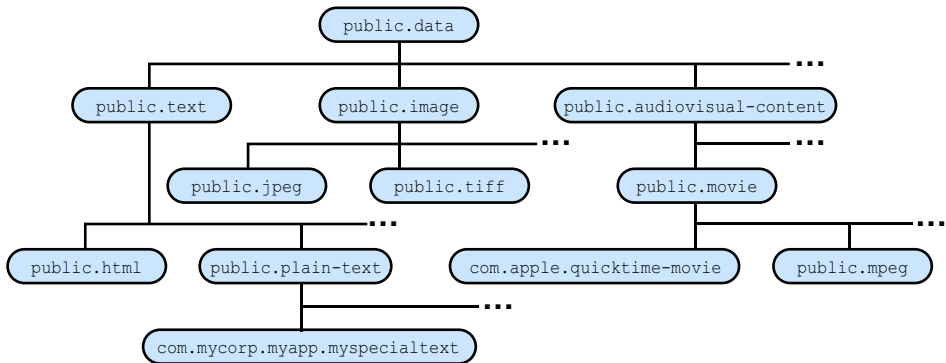 public.data
...
public.text
public.image
public.audiovisual-content
...
...
public.jpeg
public.tiff
public.movie
...
...
public.html
public.plain-text
com.apple.quicktime-movie
public.mpeg
...
com.mycorp.myapp.myspecialtext